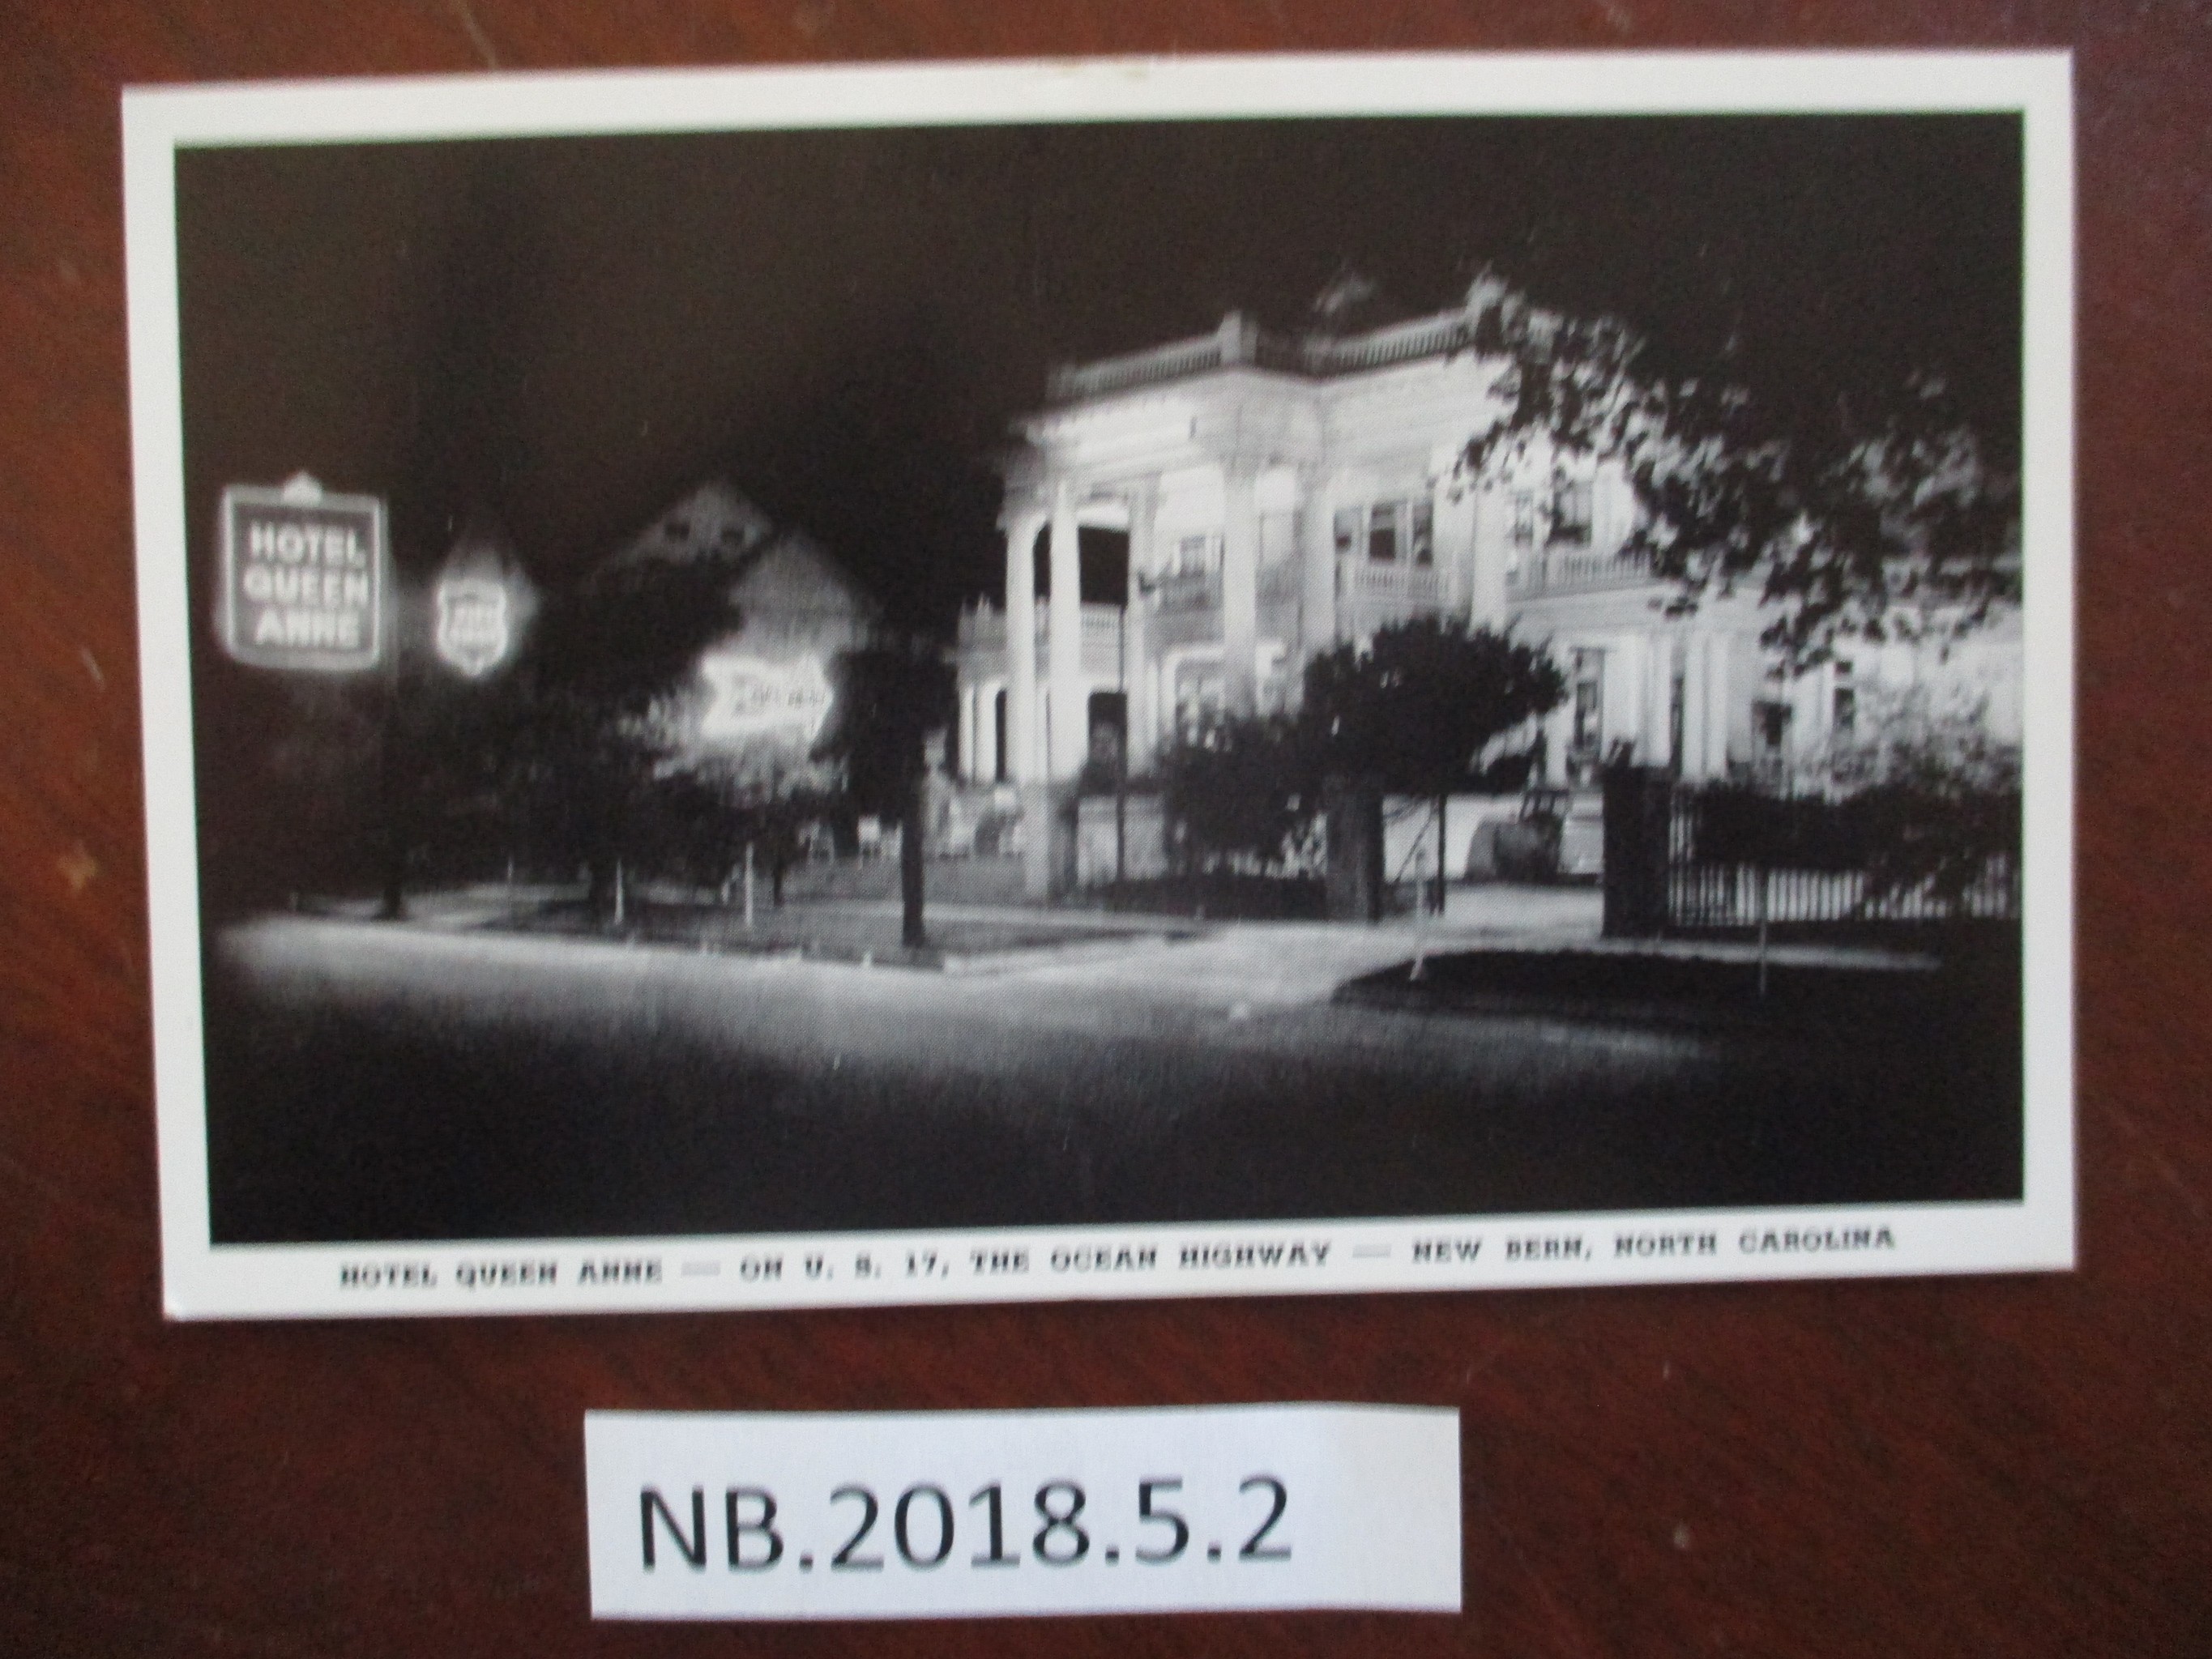 HOTEL
QUEEN
ANNE
HOTEL QUEEN ANNE — ON U. S. 17, THE OCEAN HIGHWAY — NEW BERN, NORTH CAROLINA
NB.2018.5.2